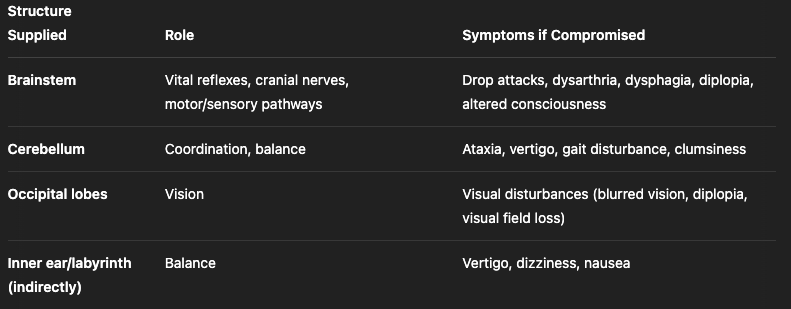 Structure
Supplied Role Symptoms if Compromised
Brainstem Vital reflexes, cranial nerves, Drop attacks, dysarthria, dysphagia, diplopia,
motor/sensory pathways altered consciousness
Cerebellum Coordination, balance Ataxia, vertigo, gait disturbance, clumsiness
Occipital lobes Vision Visual disturbances (blurred vision, diplopia,
visual field loss)
Inner ear/labyrinth Balance Vertigo, dizziness, nausea
(indirectly)